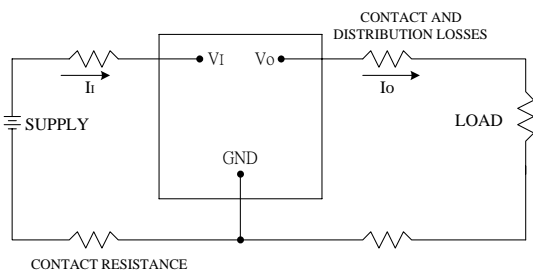 CONTACT AND
DISTRIBUTION LOSSES
VI
VO
II
IO
SUPPLY
LOAD
GND
CONTACT RESISTANCE